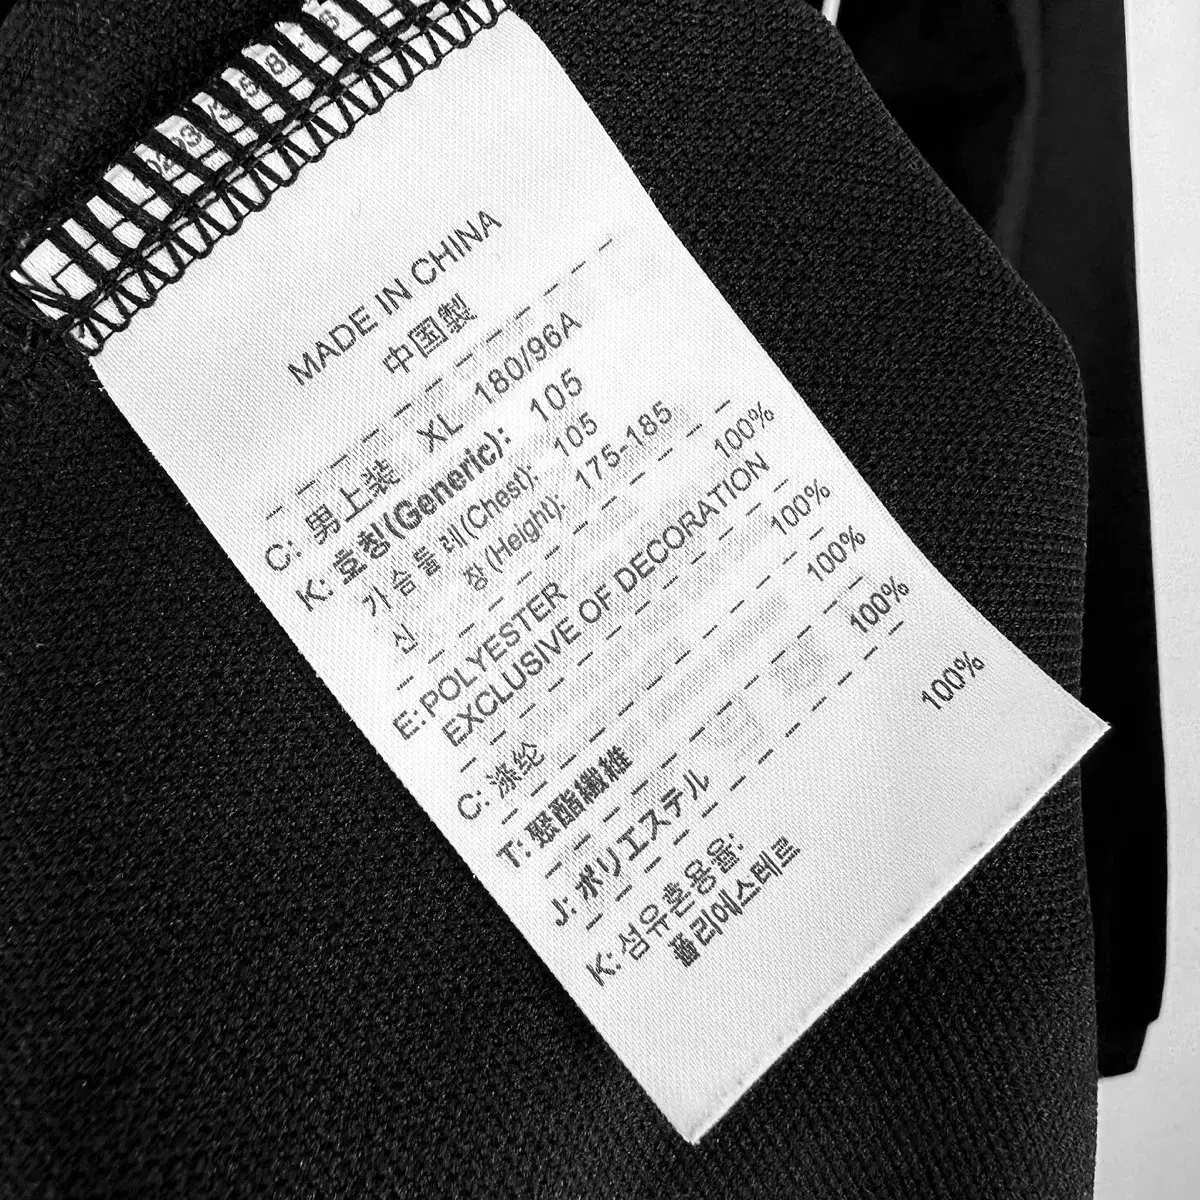 MADE IN CHINA
中国製
C: 男上装 XL 180/96A
K: 호칭(Generic): 105
가슴둘레(Chest): 105
신 장(Height): 175-185
E: POLYESTER 100%
EXCLUSIVE OF DECORATION
C: 涤纶 100%
T: 聚酯纖維 100%
J: ポリエステル 100%
K: 섬유혼용율:
폴리에스테르 100%